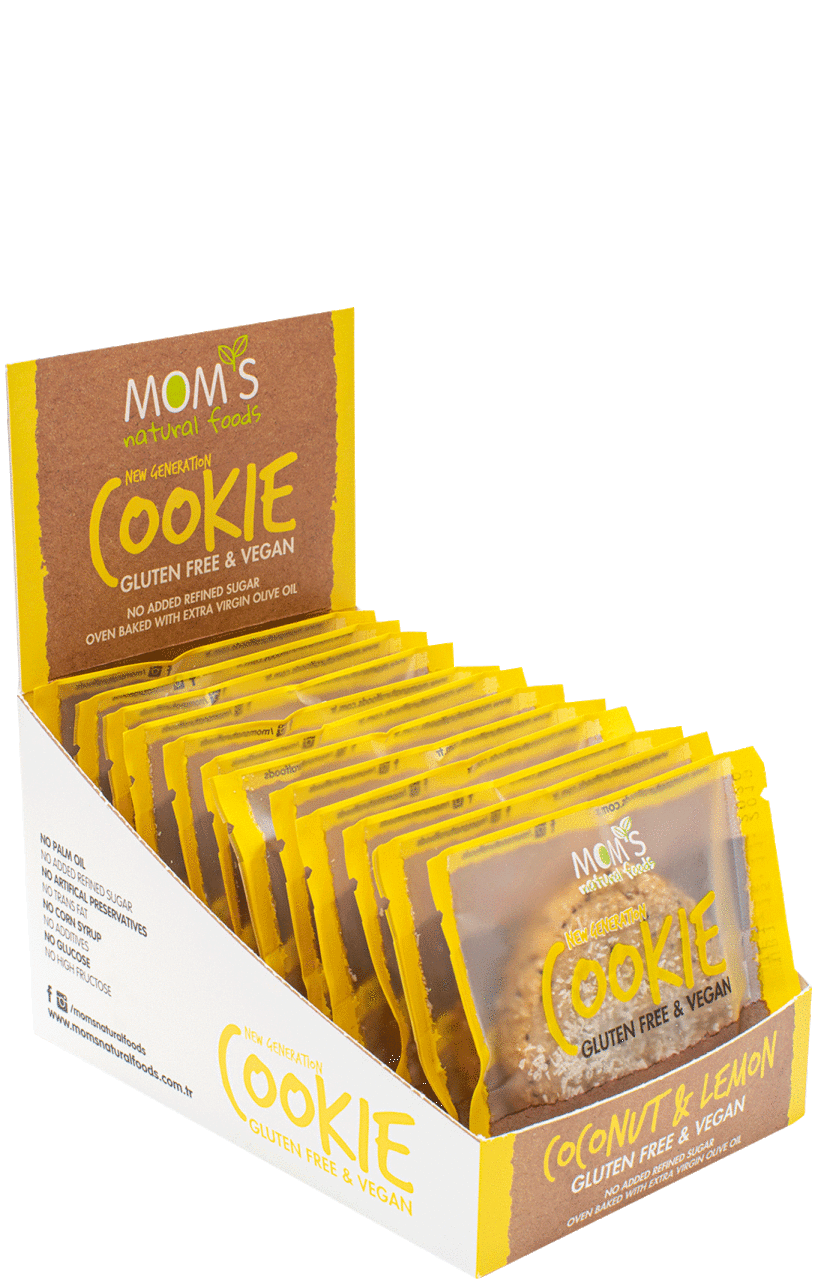 MOM'S
natural foods
NEW GENERATION
COOKIE
GLUTEN FREE & VEGAN
NO ADDED REFINED SUGAR
OVEN BAKED WITH EXTRA VIRGIN OLIVE OIL
NO PALM OIL
NO ADDED REFINED SUGAR
NO ARTIFICAL PRESERVATIVES
NO TRANS FAT
NO CORN SYRUP
NO ADDITIVES
NO GLUCOSE
NO HIGH FRUCTOSE
/momsnaturalfoods
www.momsnaturalfoods.com.tr
NEW GENERATION
COOKIE
GLUTEN FREE & VEGAN
MOM'S
natural foods
NEW GENERATION
COOKIE
GLUTEN FREE & VEGAN
COCONUT & LEMON
GLUTEN FREE & VEGAN
NO ADDED REFINED SUGAR
OVEN BAKED WITH EXTRA VIRGIN OLIVE OIL